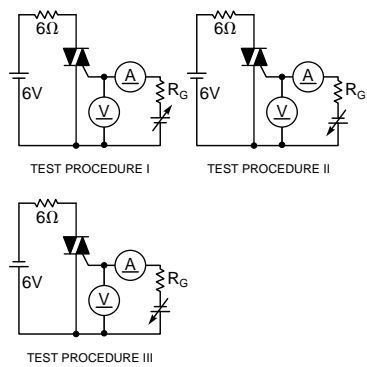 6Ω
A
V
RG
6V
TEST PROCEDURE I
6Ω
A
V
RG
6V
TEST PROCEDURE II
6Ω
A
V
RG
6V
TEST PROCEDURE III